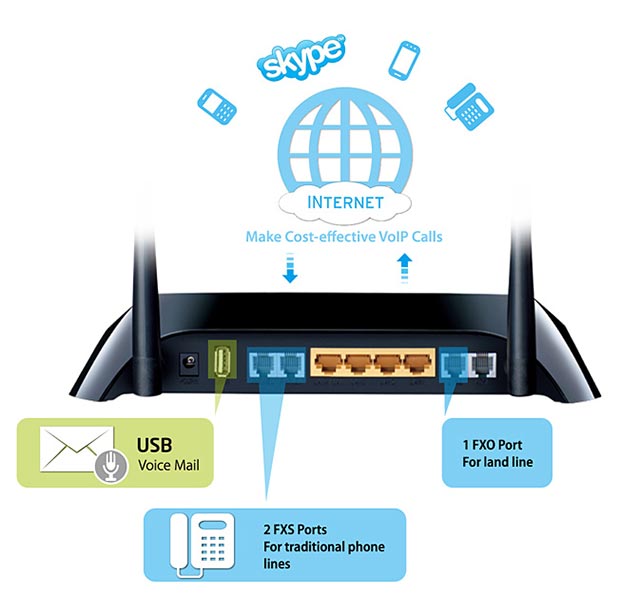 skype
INTERNET
Make Cost-effective VoIP Calls
USB
Voice Mail
1 FXO Port
For land line
2 FXS Ports
For traditional phone
lines